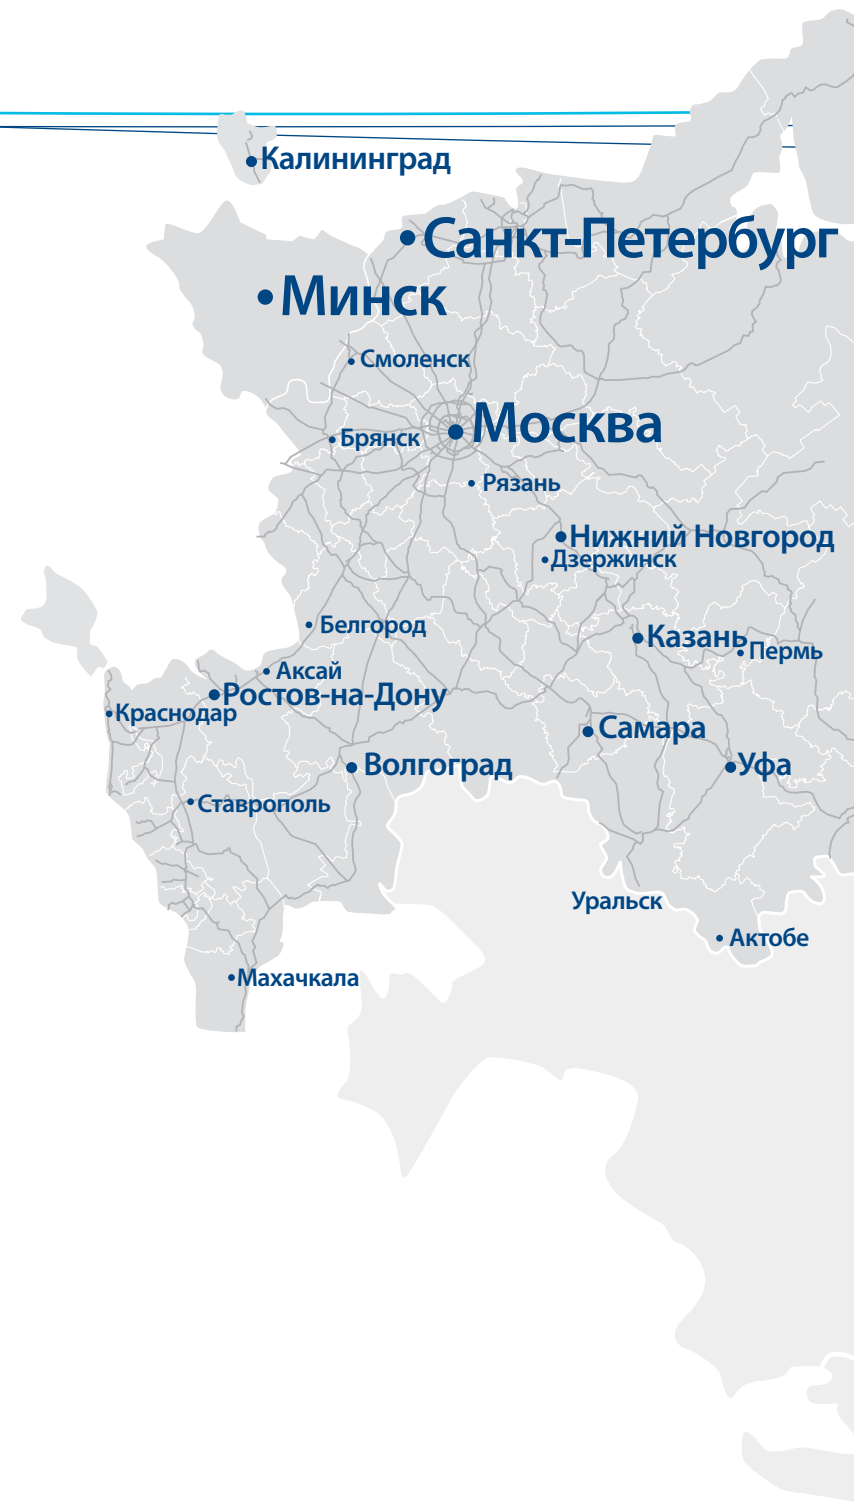 Калининград
Санкт-Петербург
Минск
Смоленск
Москва
Брянск
Рязань
Нижний Новгород
Дзержинск
Белгород
Казань
Пермь
Аксай
Ростов-на-Дону
Краснодар
Самара
Волгоград
Уфа
Ставрополь
Уральск
Актобе
Махачкала